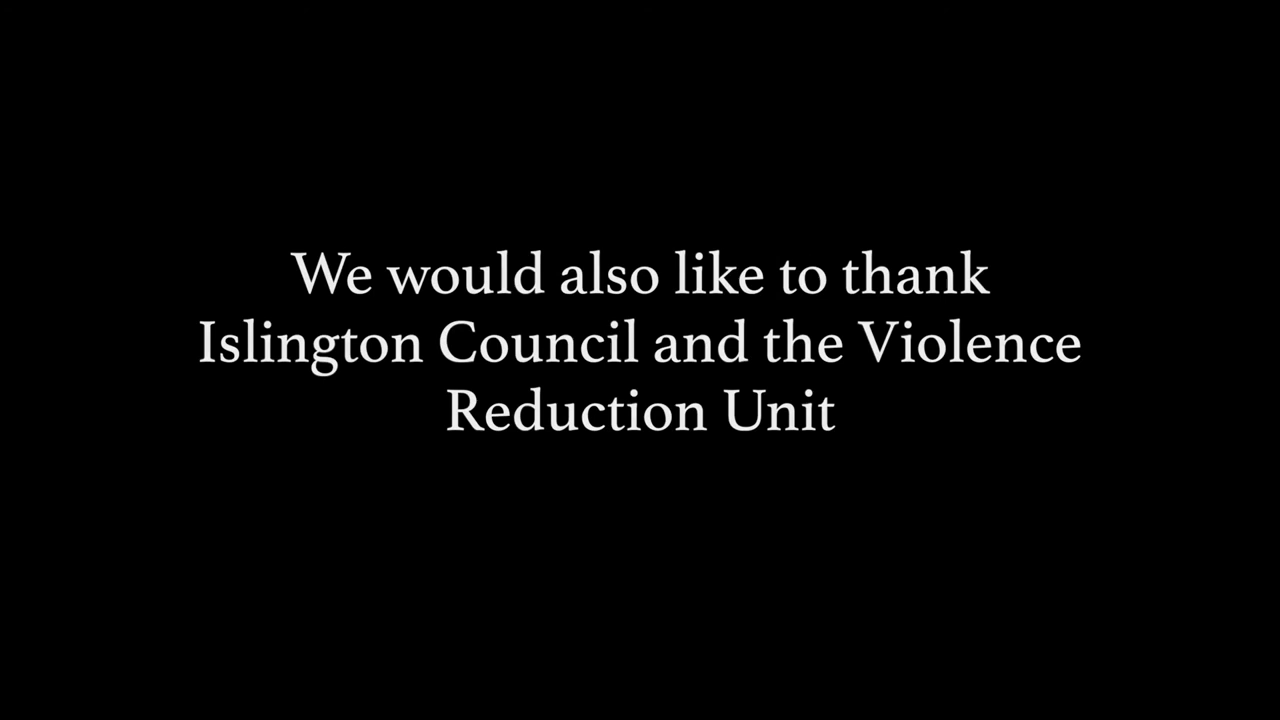 We would also like to thank
Islington Council and the Violence
Reduction Unit